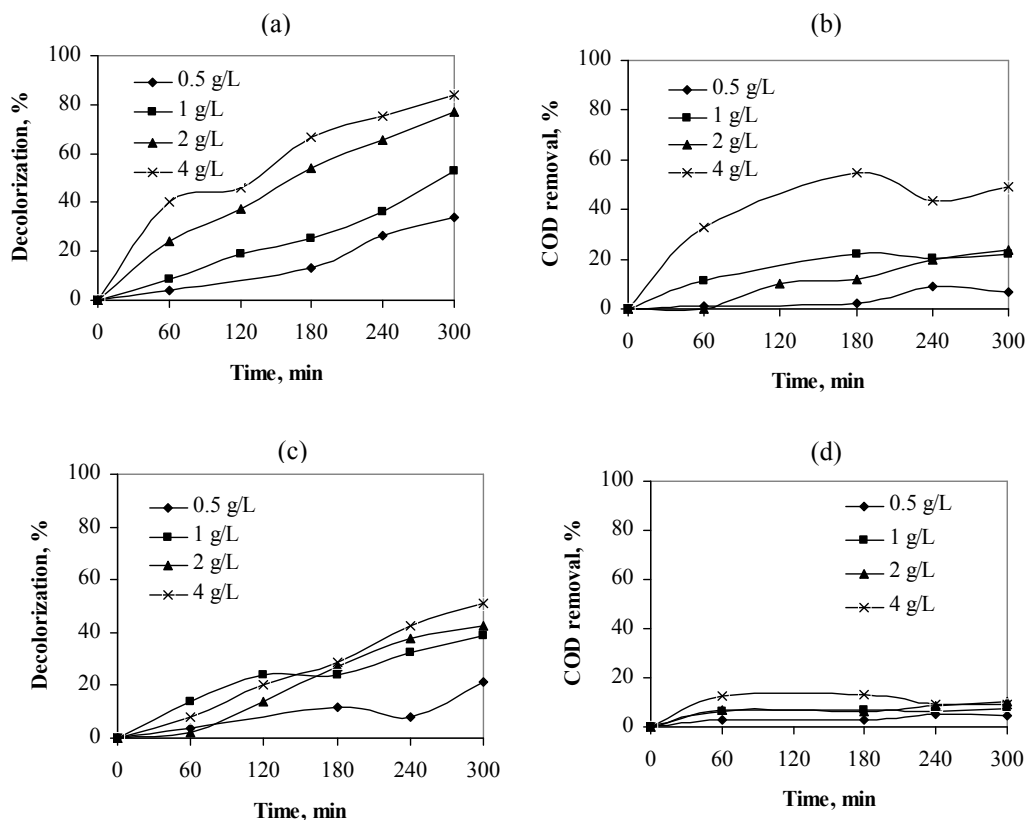 (a)
100
80
60
40
20
0
Decolorization, %
0.5 g/L
1 g/L
2 g/L
4 g/L
0 60 120 180 240 300
Time, min
(b)
100
80
60
40
20
0
COD removal, %
0.5 g/L
1 g/L
2 g/L
4 g/L
0 60 120 180 240 300
Time, min
(c)
100
80
60
40
20
0
Decolorization, %
0.5 g/L
1 g/L
2 g/L
4 g/L
0 60 120 180 240 300
Time, min
(d)
100
80
60
40
20
0
COD removal, %
0.5 g/L
1 g/L
2 g/L
4 g/L
0 60 120 180 240 300
Time, min